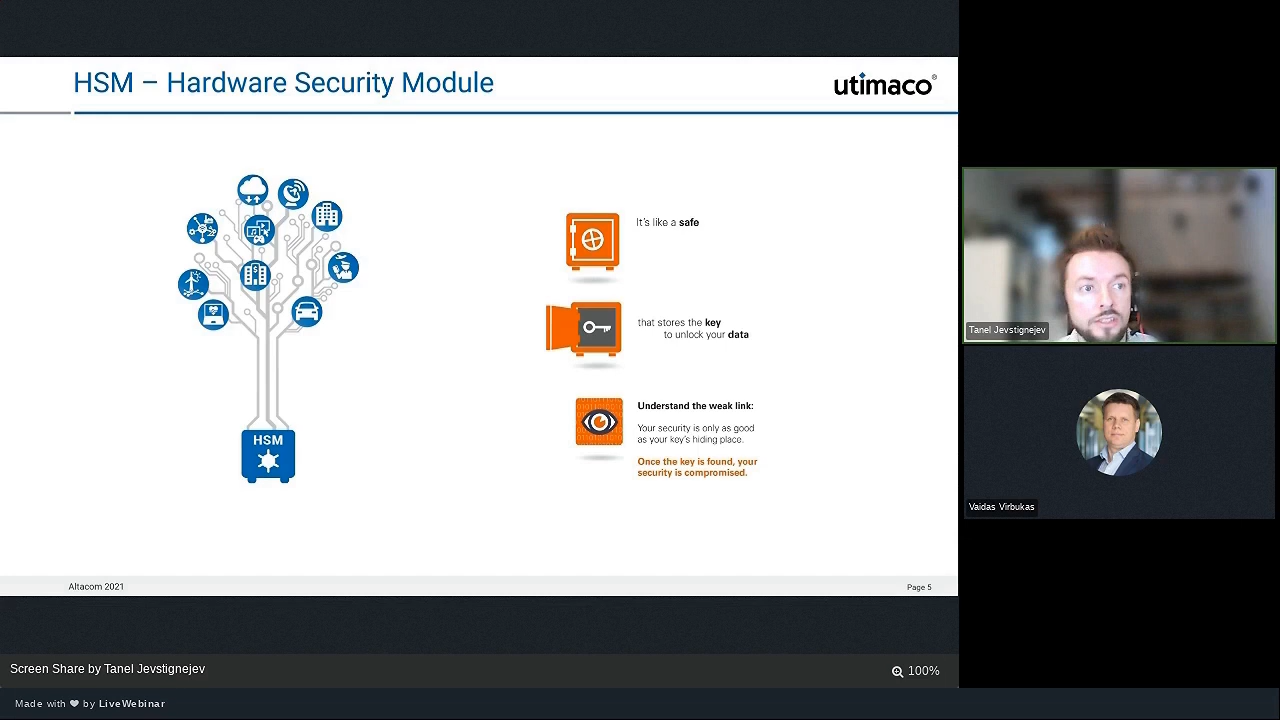 HSM – Hardware Security Module
utimaco®
It's like a safe
that stores the key
to unlock your data
Understand the weak link:
Your security is only as good
as your key's hiding place.
Once the key is found, your
security is compromised.
HSM
Altacom 2021
Page 5
Tanel Jevstignejev
Vaidas Virbukas
Screen Share by Tanel Jevstignejev
100%
Made with ❤ by LiveWebinar